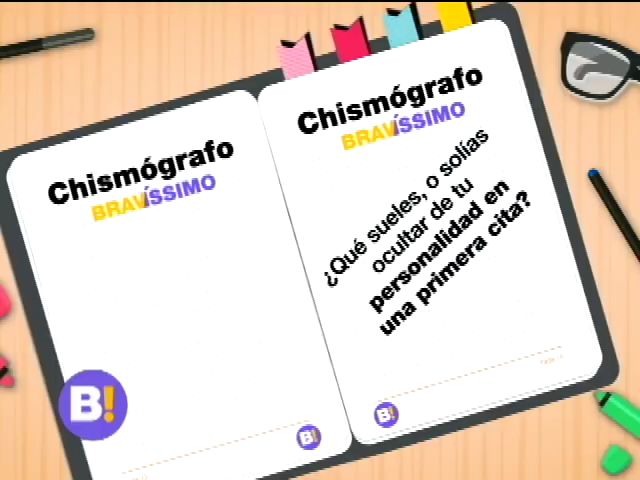 Chismógrafo
BRAVÍSSIMO
B!
B!
Chismógrafo
BRAVÍSSIMO
¿Qué sueles, o solías
ocultar de tu
personalidad en
una primera cita?
B!